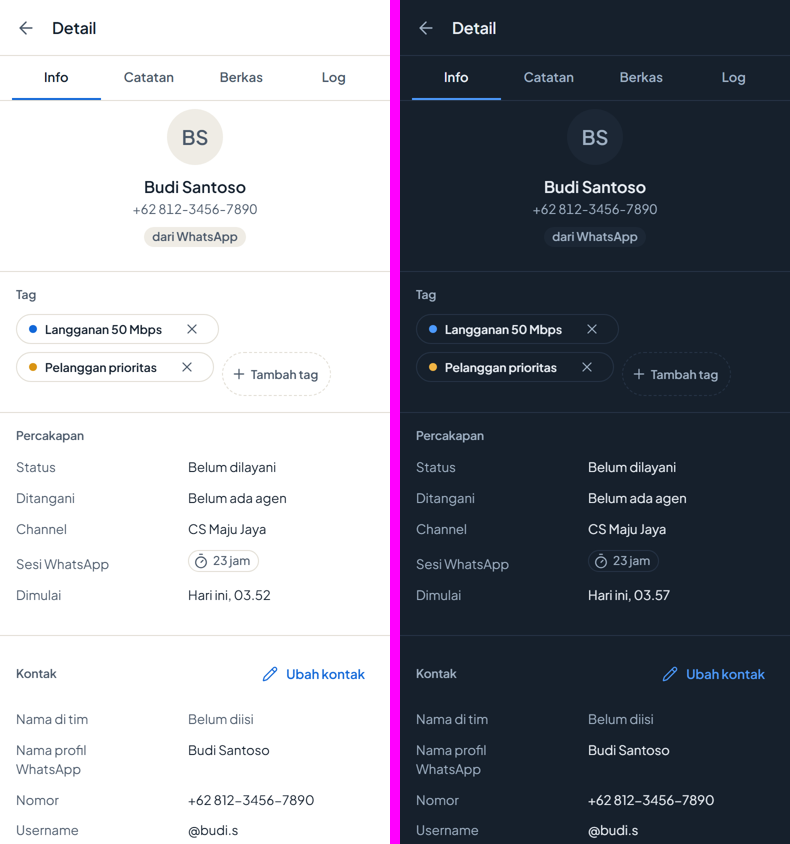 Detail
Info Catatan Berkas Log
BS
Budi Santoso
+62 812-3456-7890
dari WhatsApp
Tag
Langganan 50 Mbps
Pelanggan prioritas
Tambah tag
Percakapan
Status Belum dilayani
Ditangani Belum ada agen
Channel CS Maju Jaya
Sesi WhatsApp 23 jam
Dimulai Hari ini, 03.52
Kontak Ubah kontak
Nama di tim Belum diisi
Nama profil WhatsApp Budi Santoso
Nomor +62 812-3456-7890
Username @budi.s
Detail
Info Catatan Berkas Log
BS
Budi Santoso
+62 812-3456-7890
dari WhatsApp
Tag
Langganan 50 Mbps
Pelanggan prioritas
Tambah tag
Percakapan
Status Belum dilayani
Ditangani Belum ada agen
Channel CS Maju Jaya
Sesi WhatsApp 23 jam
Dimulai Hari ini, 03.57
Kontak Ubah kontak
Nama di tim Belum diisi
Nama profil WhatsApp Budi Santoso
Nomor +62 812-3456-7890
Username @budi.s